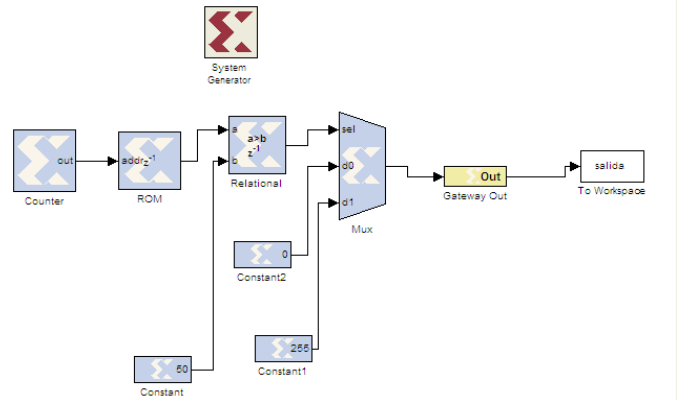 System
Generator
out
Counter
addr z⁻¹
ROM
a
b
a>b
z⁻¹
Relational
sel
d0
d1
Mux
Out
Gateway Out
salida
To Workspace
0
Constant2
255
Constant1
50
Constant